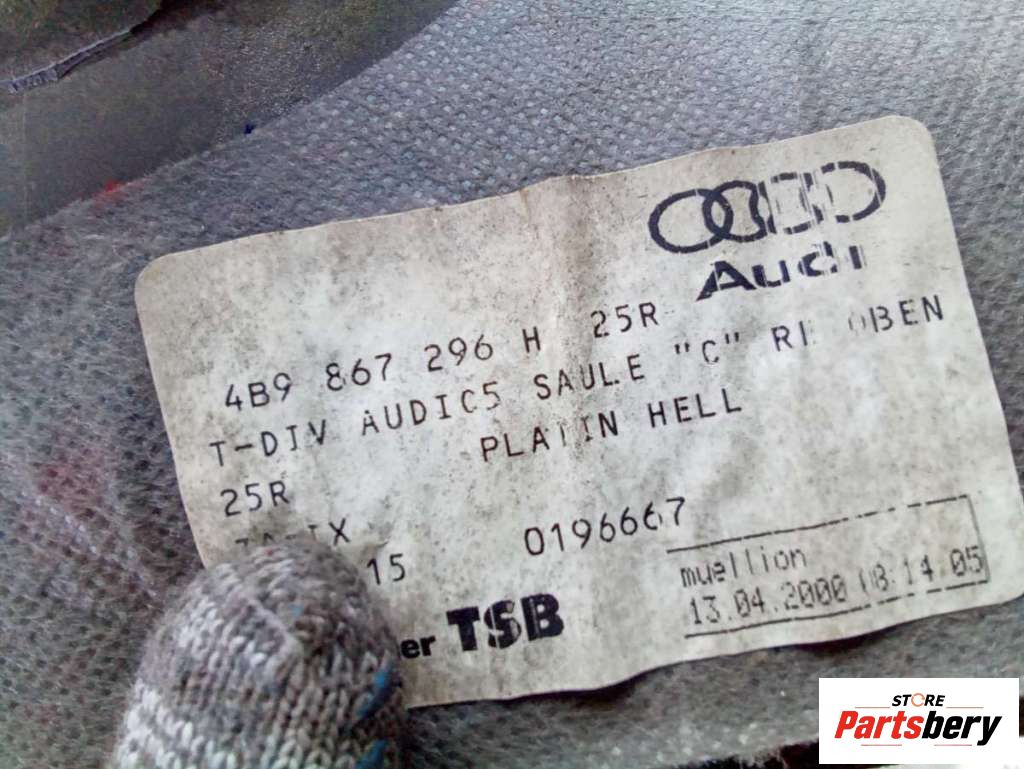 Audi
4B9 867 296 H 25R
T-DIV AUDIC5 SAULE "C" RE OBEN
25R PLATIN HELL
15 0196667
muellion
13.04.2000 08:14.05
TSB
STORE
Partsbery